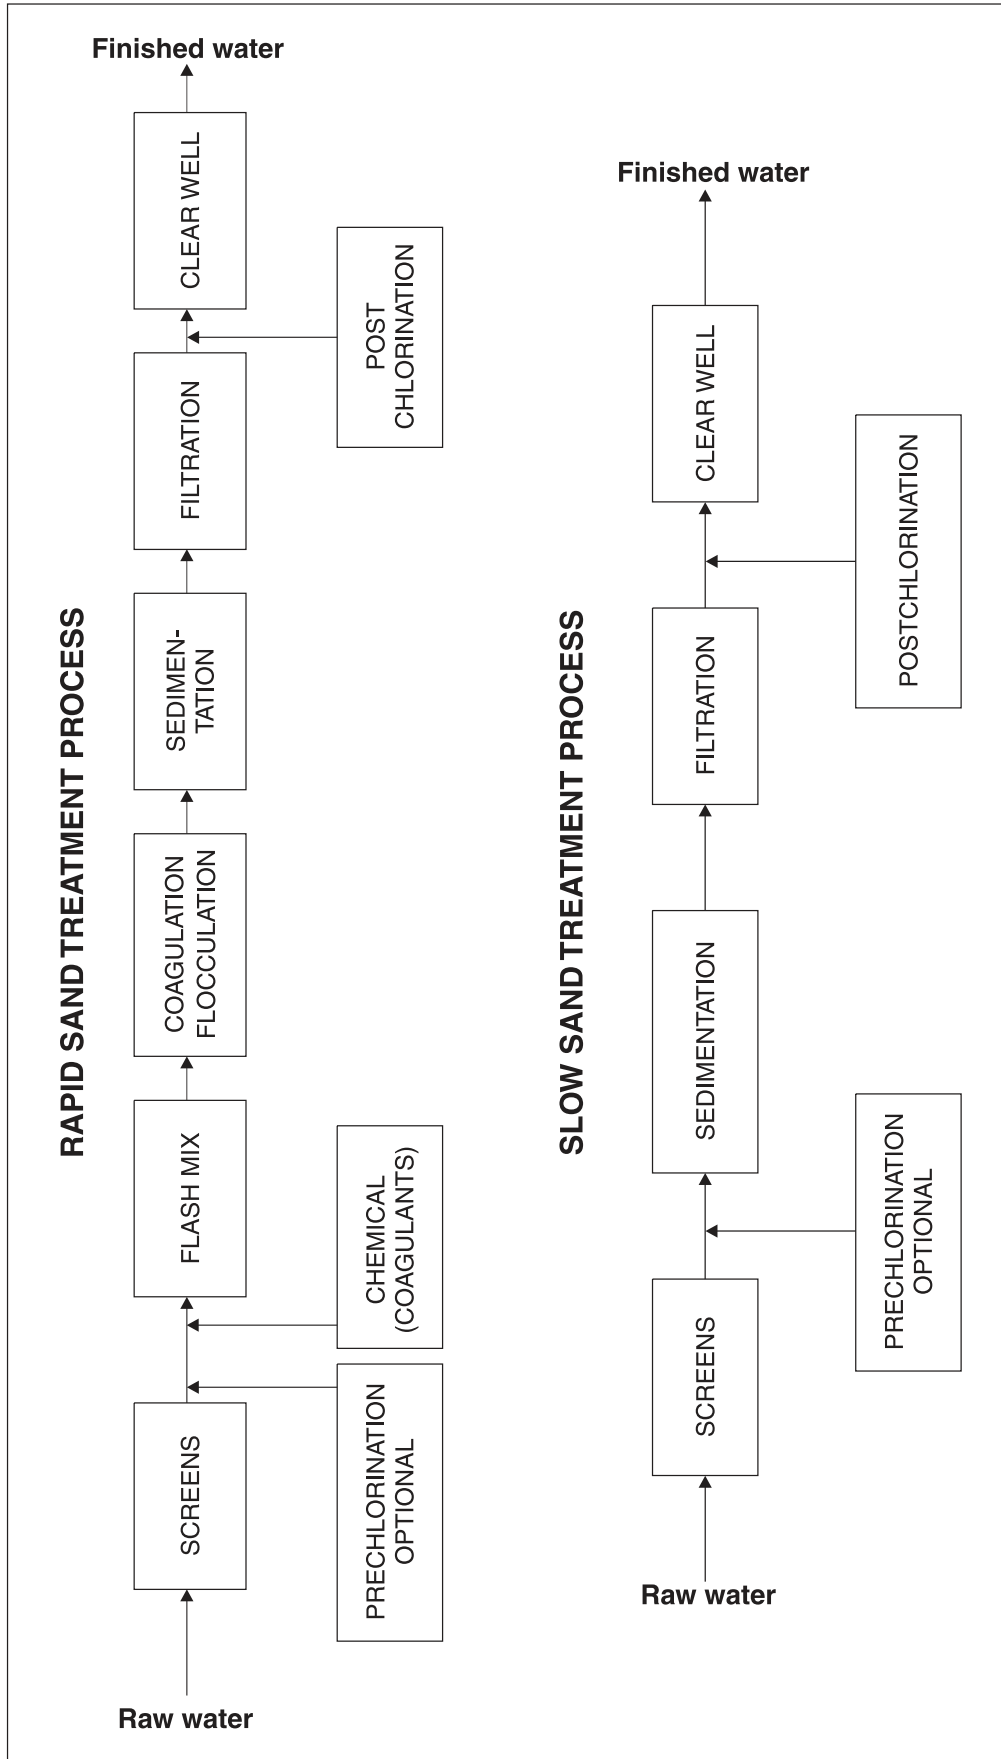 RAPID SAND TREATMENT PROCESS
Raw water
SCREENS
PRECHLORINATION
OPTIONAL
CHEMICAL
(COAGULANTS)
FLASH MIX
COAGULATION
FLOCCULATION
SEDIMEN-
TATION
FILTRATION
POST
CHLORINATION
CLEAR WELL
Finished water
SLOW SAND TREATMENT PROCESS
Raw water
SCREENS
PRECHLORINATION
OPTIONAL
SEDIMENTATION
FILTRATION
POSTCHLORINATION
CLEAR WELL
Finished water